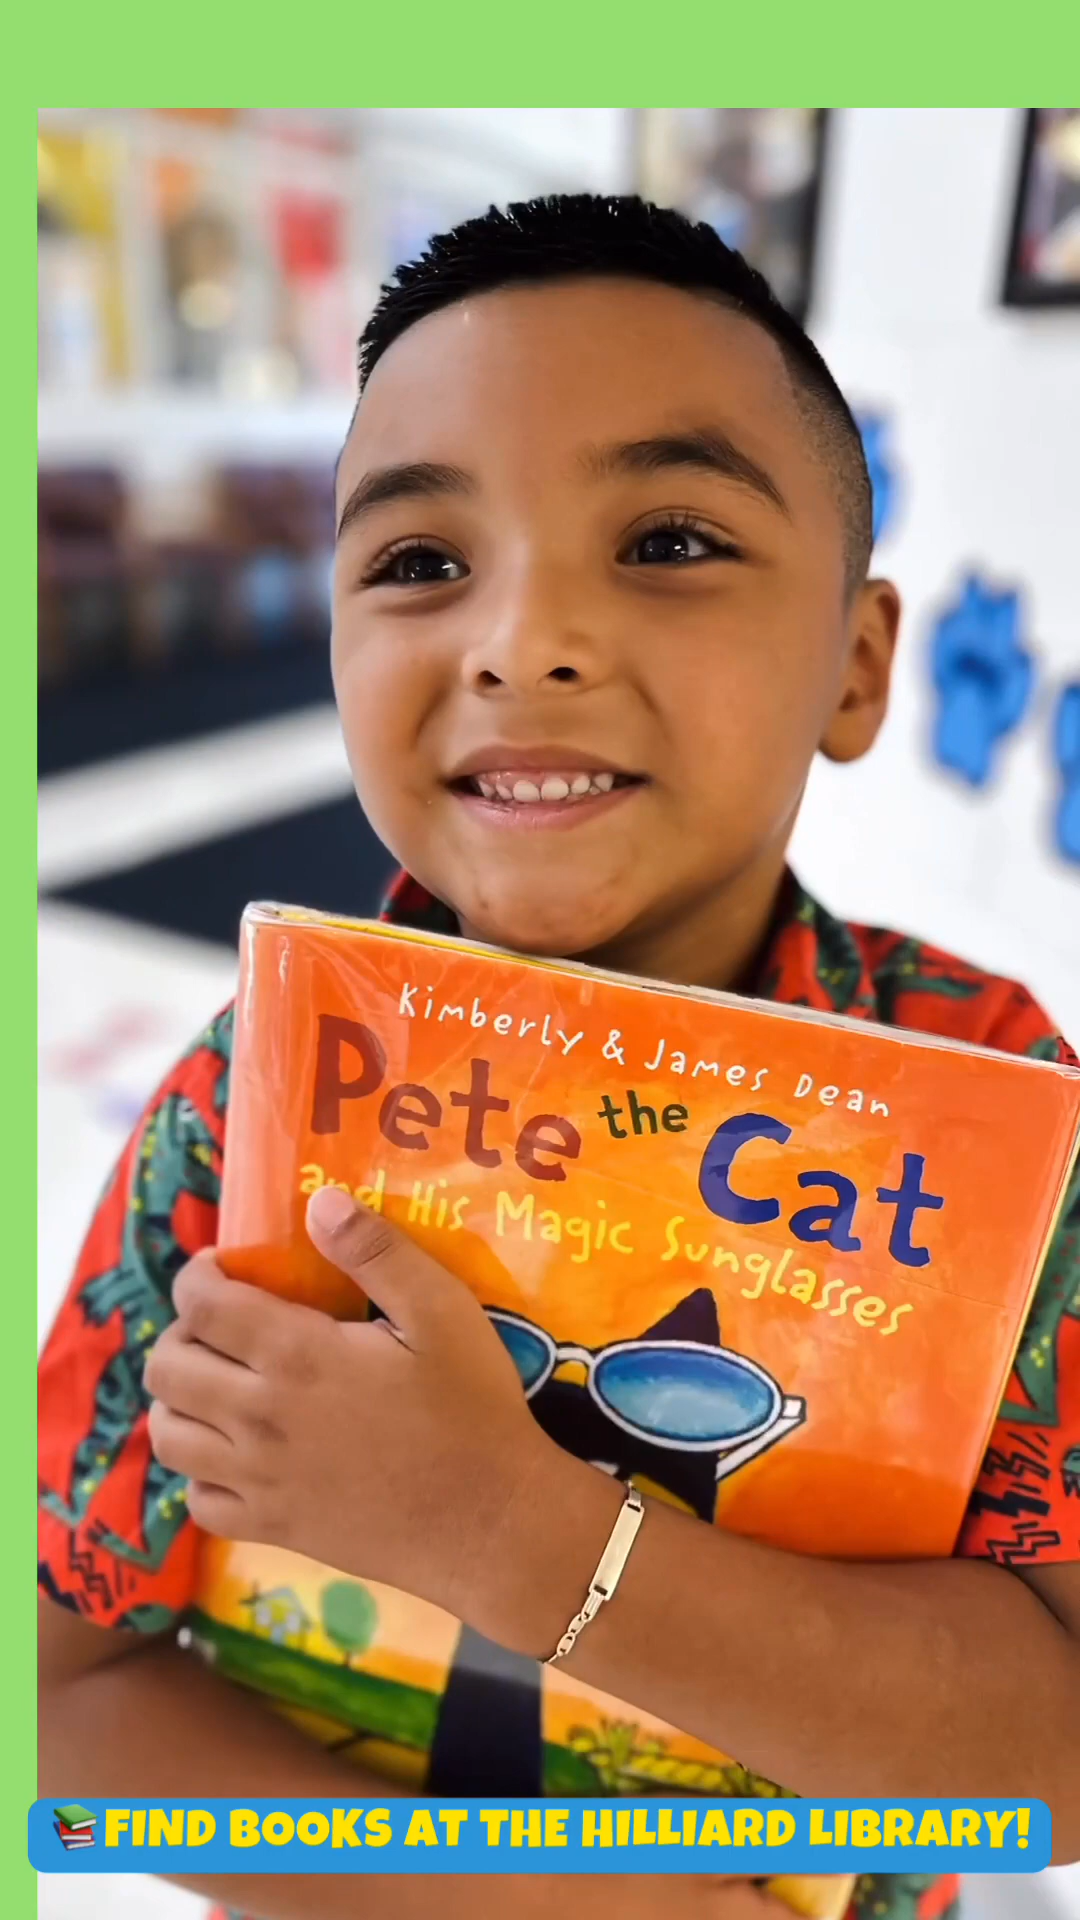 Kimberly & James Dean
Pete the Cat
and His Magic Sunglasses
📚FIND BOOKS AT THE HILLIARD LIBRARY!